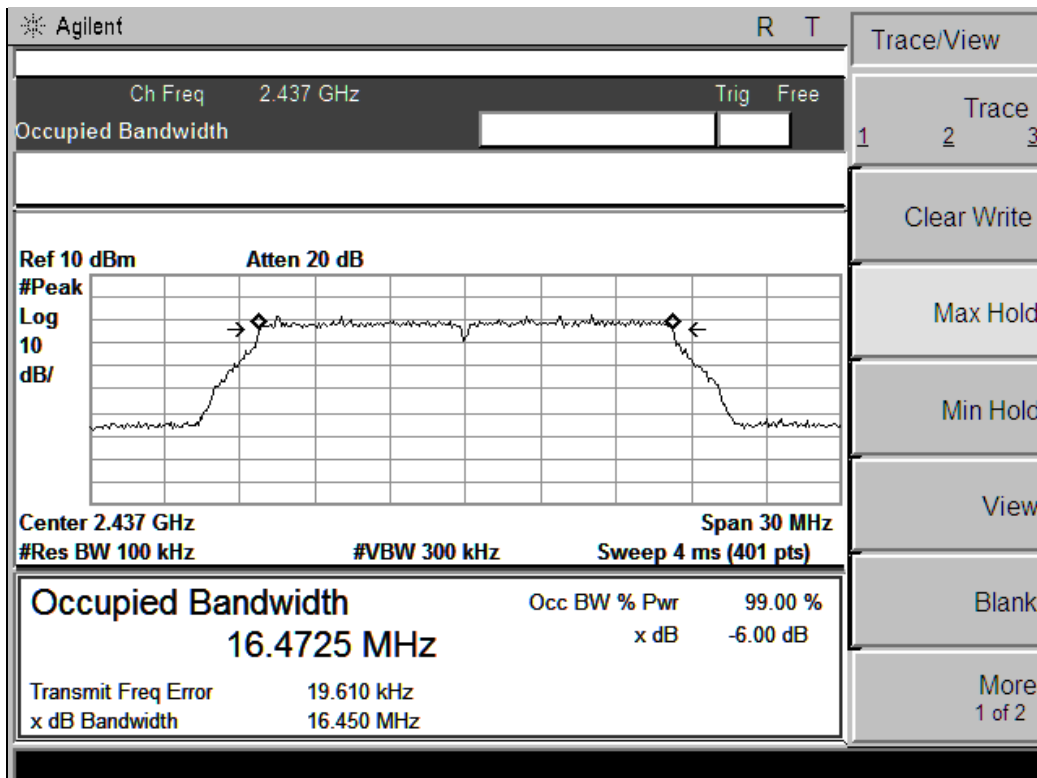 Agilent
R T
Trace/View
Ch Freq 2.437 GHz Trig Free
Occupied Bandwidth
Trace
1 2 3
Clear Write
Max Hold
Min Hold
View
Blank
More
1 of 2
Ref 10 dBm Atten 20 dB
#Peak
Log
10
dB/
Center 2.437 GHz Span 30 MHz
#Res BW 100 kHz #VBW 300 kHz Sweep 4 ms (401 pts)
Occupied Bandwidth Occ BW % Pwr 99.00 %
16.4725 MHz x dB -6.00 dB
Transmit Freq Error 19.610 kHz
x dB Bandwidth 16.450 MHz